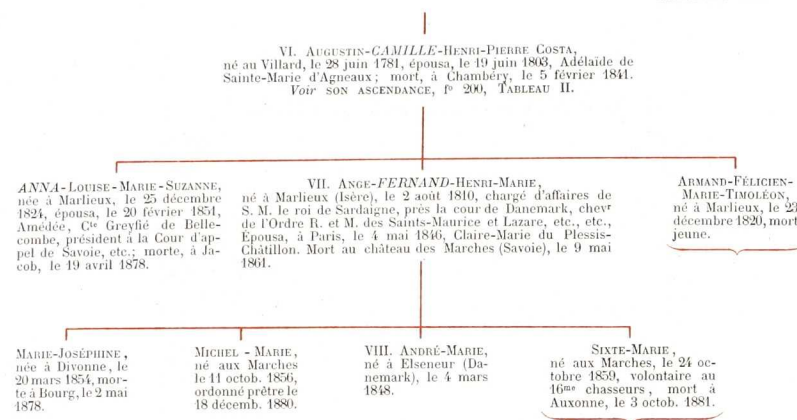 VI. AUGUSTIN-CAMILLE-HENRI-PIERRE COSTA,
né au Villard, le 28 juin 1781, épousa, le 19 juin 1803, Adélaïde de
Sainte-Marie d'Agneaux ; mort, à Chambéry, le 5 février 1841.
Voir SON ASCENDANCE, fº 200, TABLEAU II.
ANNA-LOUISE-MARIE-SUZANNE,
née à Marlieux, le 25 décembre
1824, épousa, le 20 février 1851,
Amédée, Cte Greyfié de Belle-
combe, président à la Cour d'ap-
pel de Savoie, etc.; morte, à Ja-
cob, le 19 avril 1878.
VII. ANGE-FERNAND-HENRI-MARIE,
né à Marlieux (Isère), le 2 août 1810, chargé d'affaires de
S. M. le roi de Sardaigne, près la cour de Danemark, chevr
de l'Ordre R. et M. des Saints-Maurice et Lazare, etc., etc.,
Épousa, à Paris, le 4 mai 1846, Claire-Marie du Plessis-
Châtillon. Mort au château des Marches (Savoie), le 9 mai
1861.
ARMAND-FÉLICIEN-
MARIE-TIMOLÉON,
né à Marlieux, le 23
décembre 1820, mort
jeune.
MARIE-JOSÉPHINE,
née à Divonne, le
20 mars 1854, mor-
te à Bourg, le 2 mai
1878.
MICHEL - MARIE,
né aux Marches
le 11 octob. 1856,
ordonné prêtre le
18 décemb. 1880.
VIII. ANDRÉ-MARIE,
né à Elseneur (Da-
nemark), le 4 mars
1848.
SIXTE-MARIE,
né aux Marches, le 24 oc-
tobre 1859, volontaire au
16me chasseurs, mort à
Auxonne, le 3 octob. 1881.